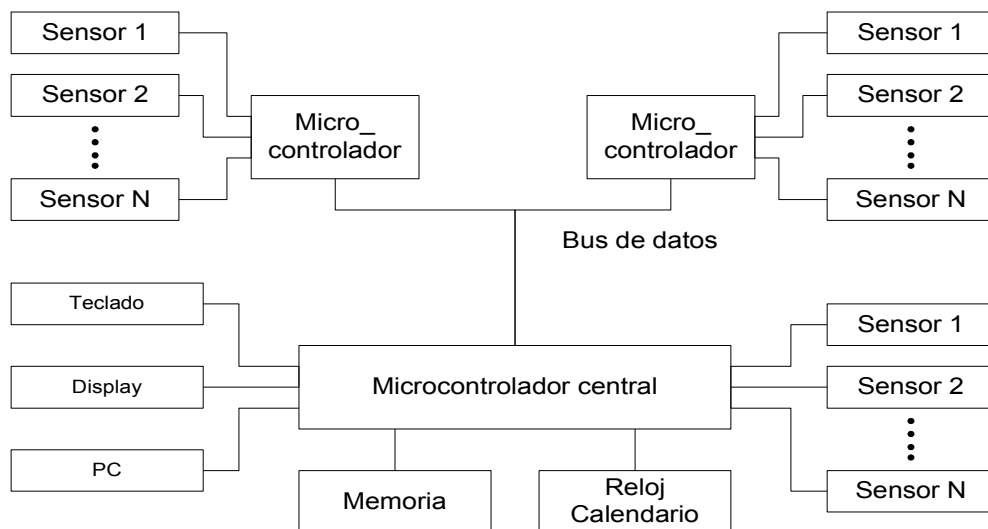 Sensor 1
Sensor 2
Sensor N
Micro_
controlador
Micro_
controlador
Sensor 1
Sensor 2
Sensor N
Bus de datos
Teclado
Display
PC
Microcontrolador central
Memoria
Reloj
Calendario
Sensor 1
Sensor 2
Sensor N